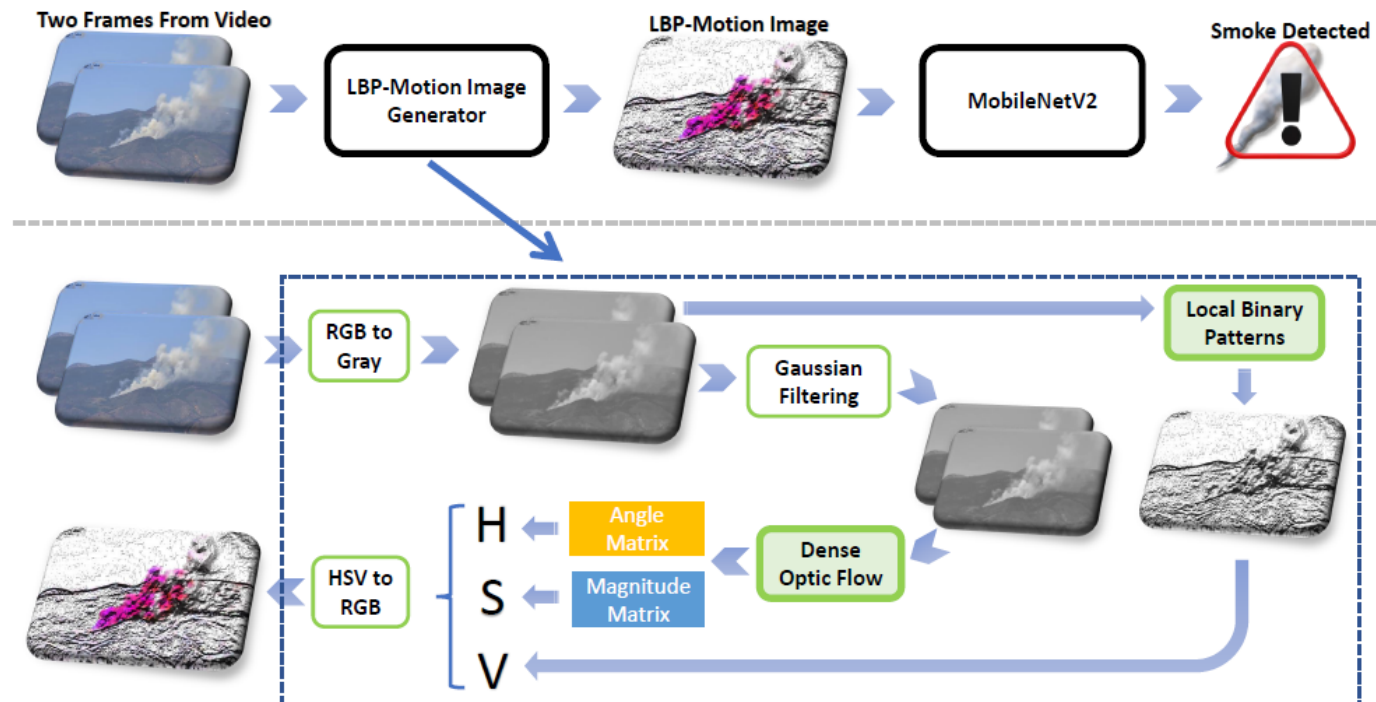 Two Frames From Video
LBP-Motion Image
Smoke Detected
LBP-Motion Image
Generator
MobileNetV2
RGB to
Gray
Gaussian
Filtering
Local Binary
Patterns
H
Angle
Matrix
Dense
Optic Flow
HSV to
RGB
S
Magnitude
Matrix
V